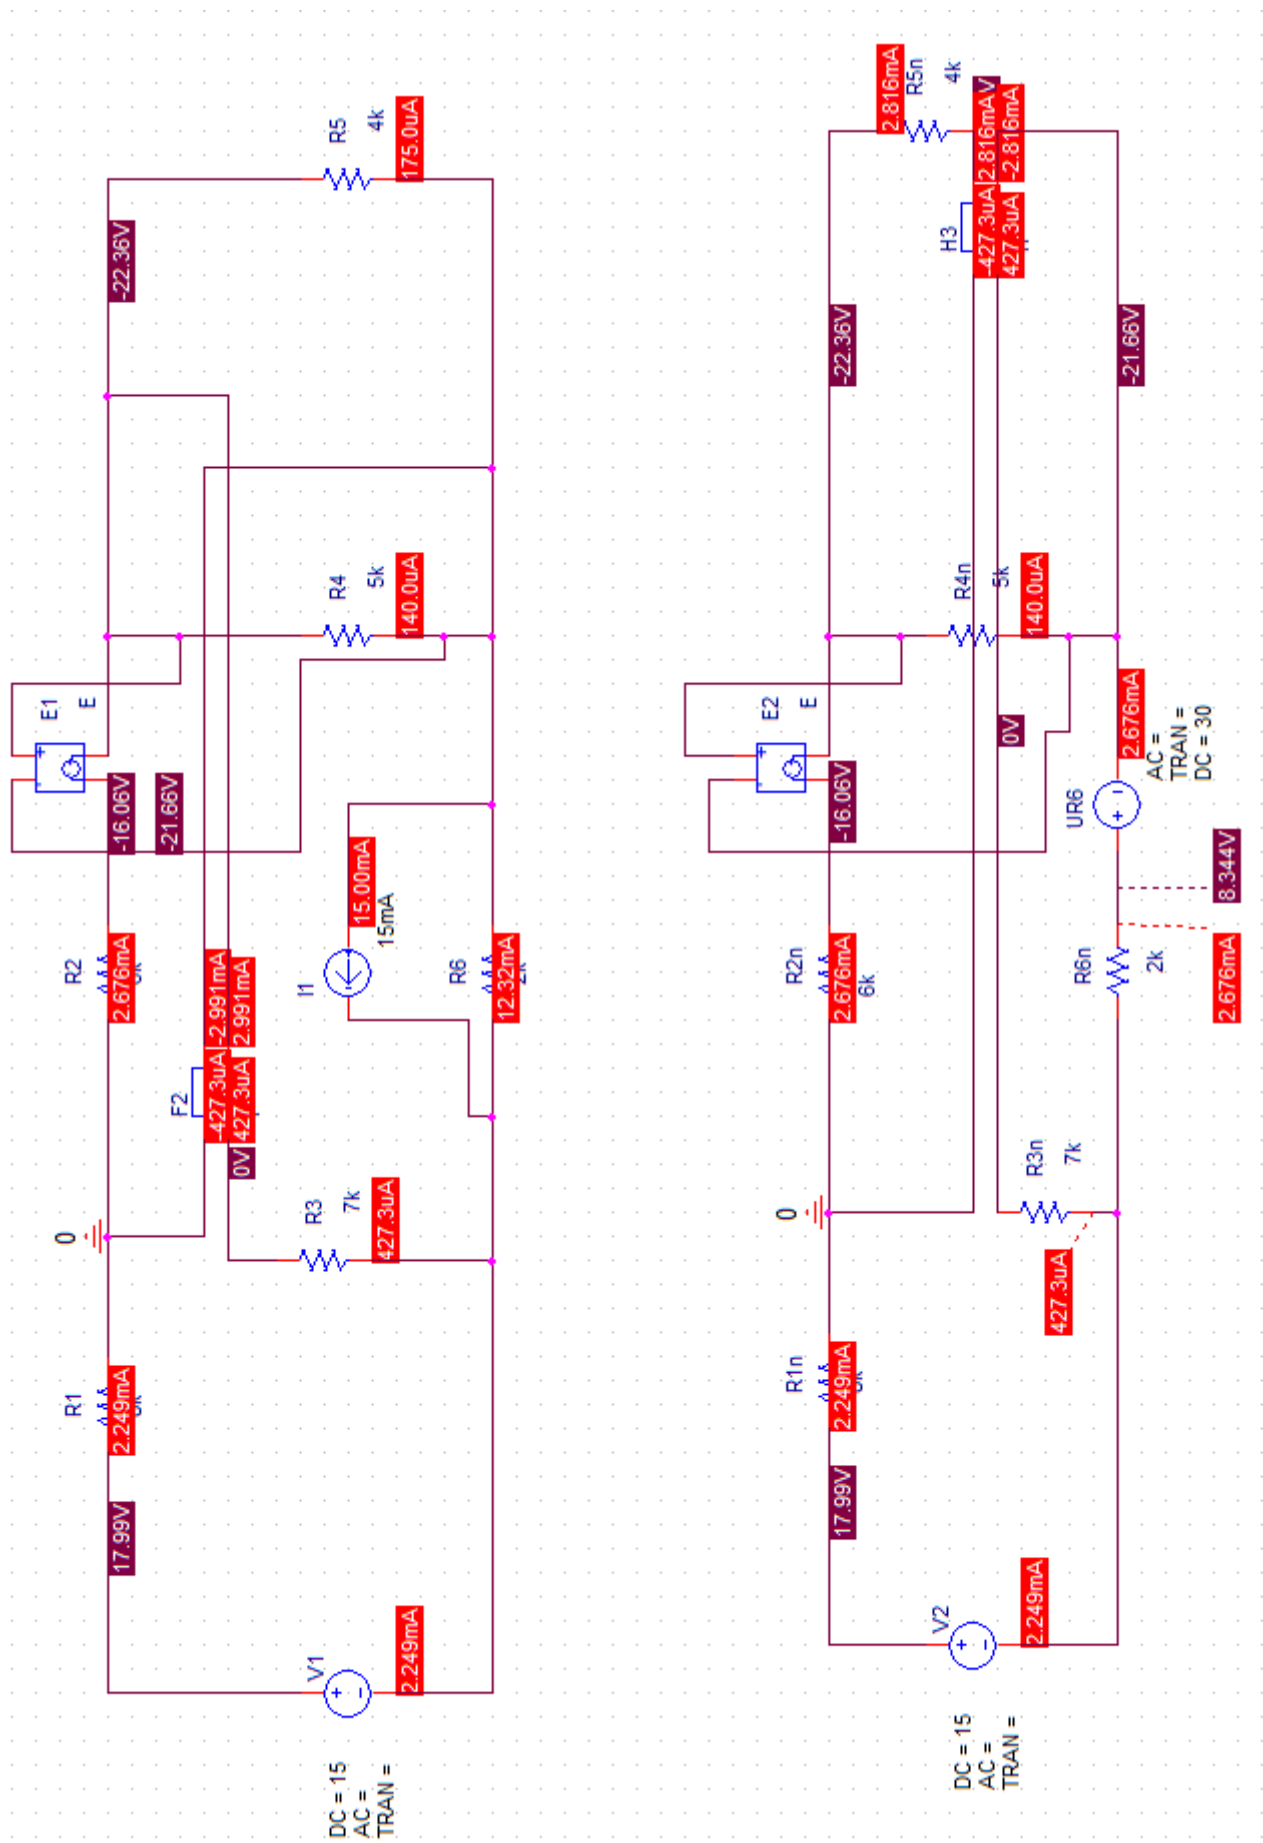 DC = 15
AC =
TRAN =
V1
2.249mA
17.99V
R1
2.249mA
0
R3
7k
427.3uA
F2
-427.3uA
-2.991mA
427.3uA
2.991mA
0V
R2
2.676mA
I1
15.00mA
15mA
R6
12.32mA
2k
-16.06V
-21.66V
E1
E
R4
5k
140.0uA
-22.36V
R5
4k
175.0uA
DC = 15
AC =
TRAN =
V2
2.249mA
17.99V
R1n
2.249mA
0
R3n
7k
427.3uA
R2n
2.676mA
6k
R6n
2k
2.676mA
8.344V
UR6
AC =
TRAN =
DC = 30
2.676mA
-16.06V
E2
E
0V
R4n
5k
140.0uA
-22.36V
-21.66V
H3
-427.3uA
2.816mA
V
427.3uA
-2.816mA
2.816mA
R5n
4k